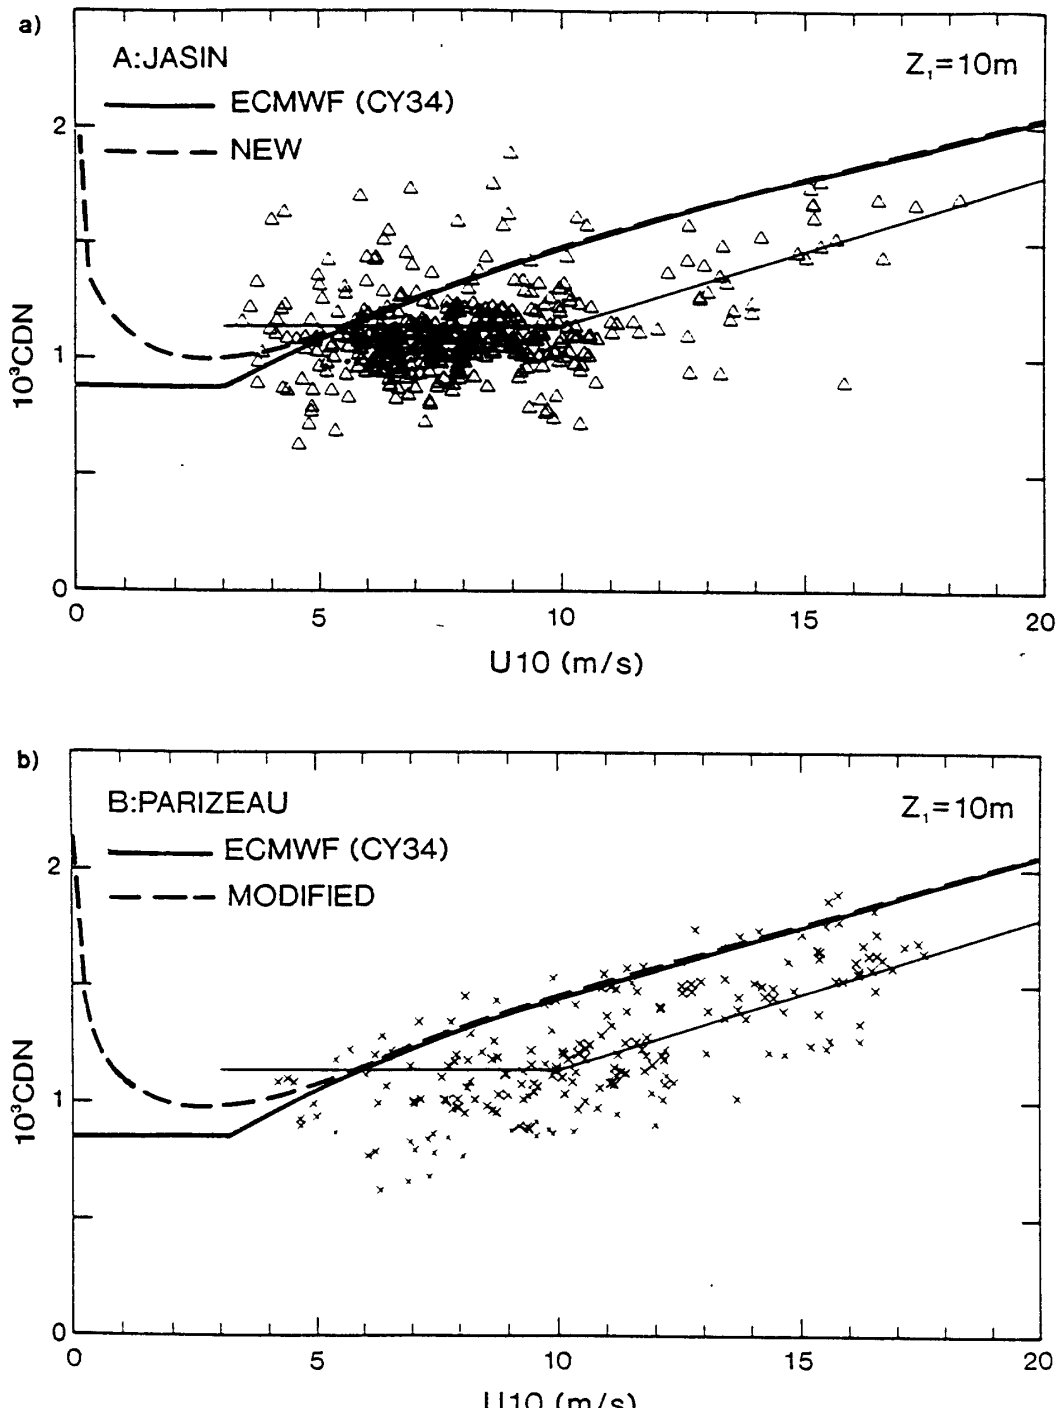 a)
A:JASIN
Z₁=10m
ECMWF (CY34)
NEW
2
1
0
10³CDN
0 5 10 15 20
U10 (m/s)
b)
B:PARIZEAU
Z₁=10m
ECMWF (CY34)
MODIFIED
2
1
0
10³CDN
0 5 10 15 20
U10 (m/s)